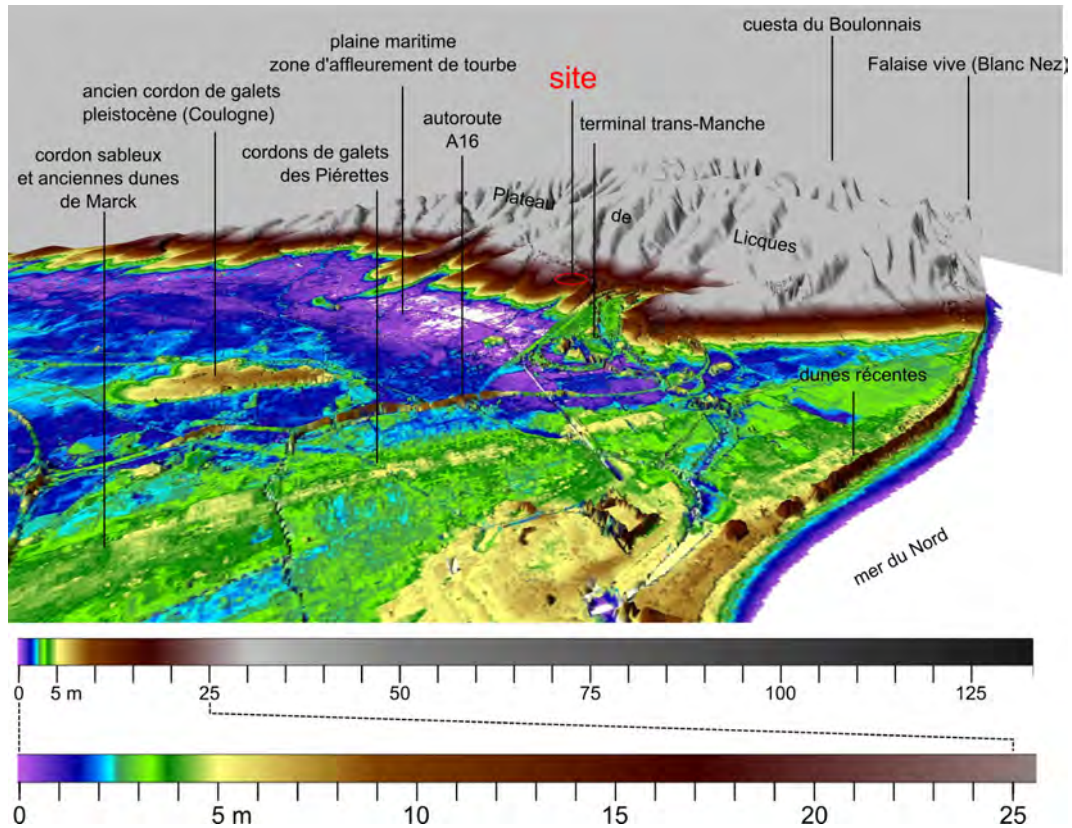 cuesta du Boulonnais
plaine maritime
zone d'affleurement de tourbe
Falaise vive (Blanc Nez)
site
ancien cordon de galets
pleistocène (Coulogne)
autoroute
A16
terminal trans-Manche
cordon sableux
et anciennes dunes
de Marck
cordons de galets
des Piérettes
Plateau
de
Licques
dunes récentes
mer du Nord
0 5 m 25 50 75 100 125
0 5 m 10 15 20 25